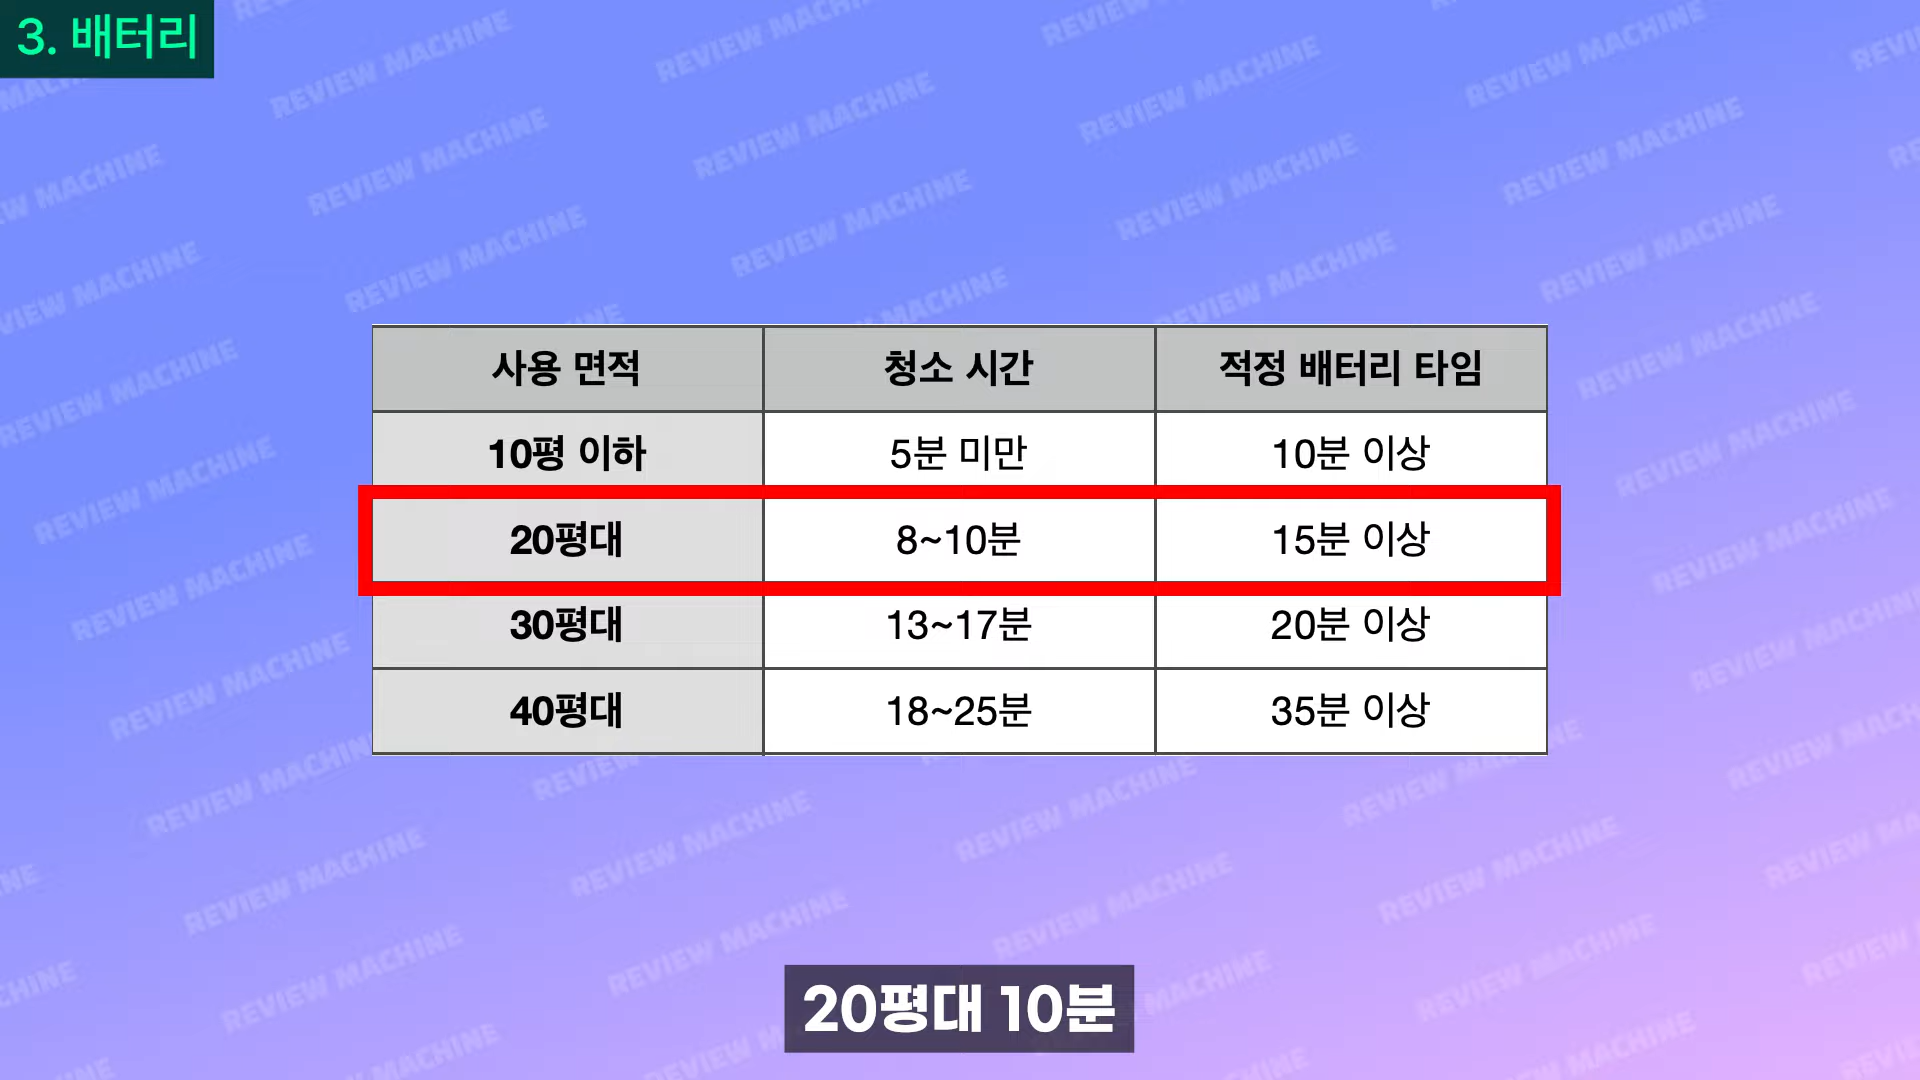 3. 배터리
REVIEW MACHINE
사용 면적 청소 시간 적정 배터리 타임
10평 이하 5분 미만 10분 이상
20평대 8~10분 15분 이상
30평대 13~17분 20분 이상
40평대 18~25분 35분 이상
20평대 10분